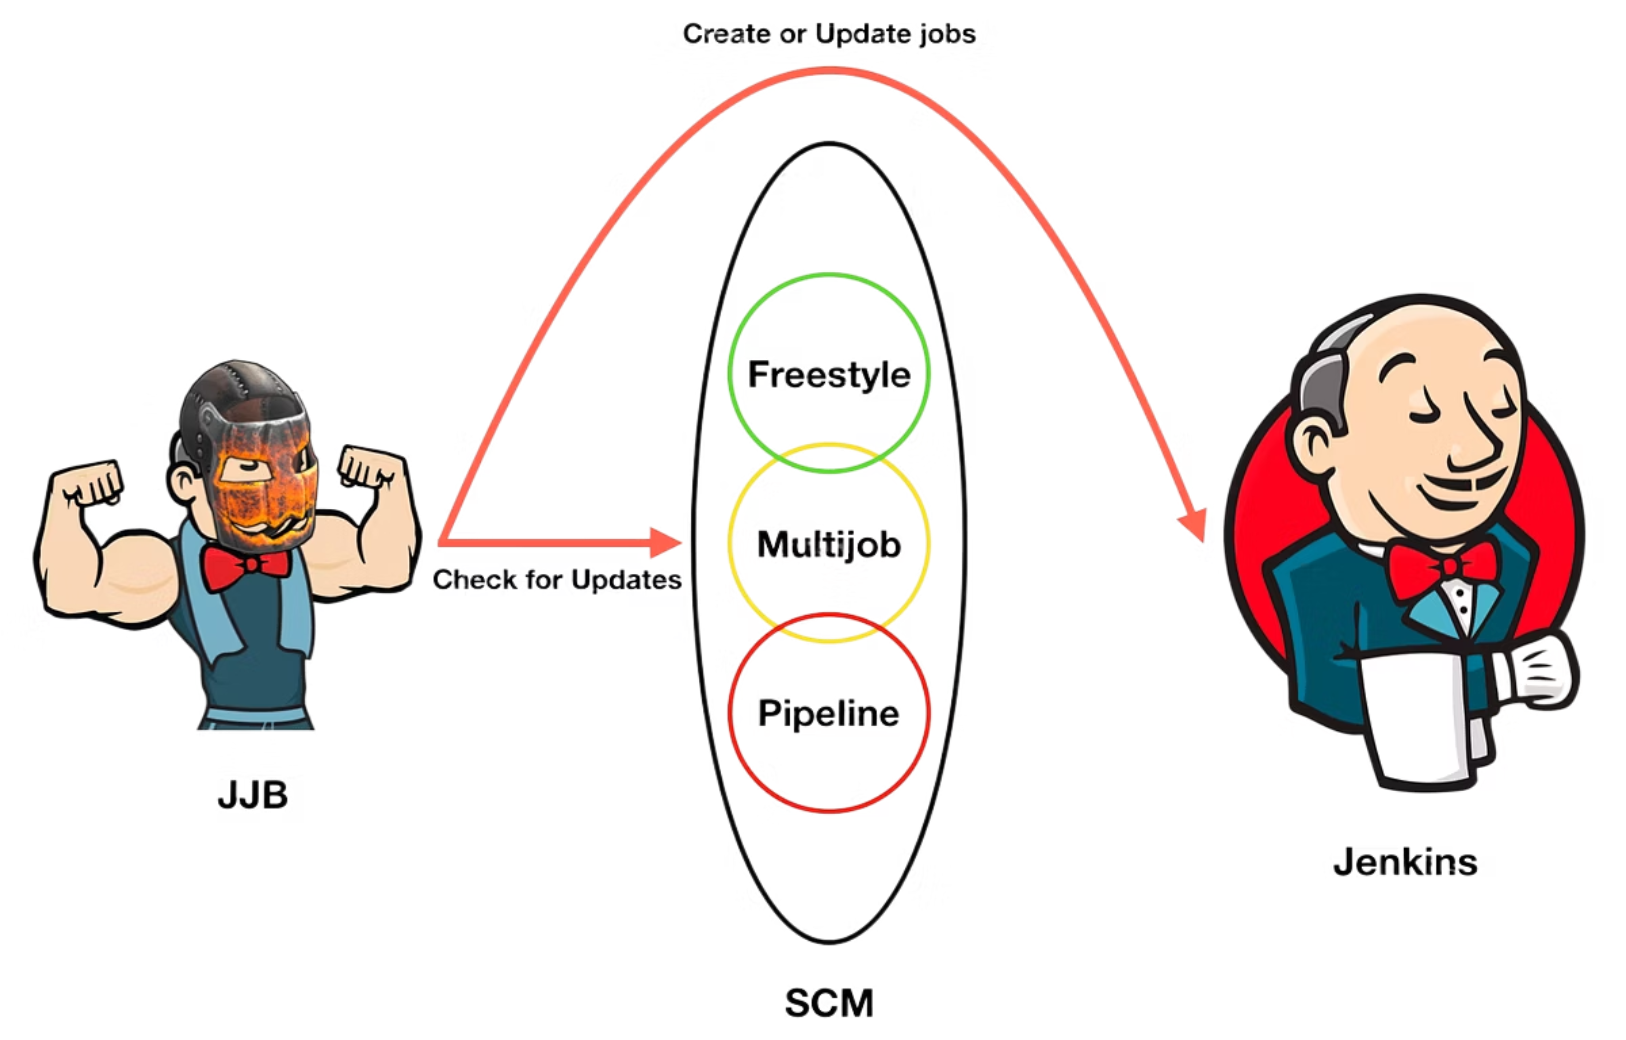 Create or Update jobs
Freestyle
Multijob
Check for Updates
Pipeline
JJB
Jenkins
SCM